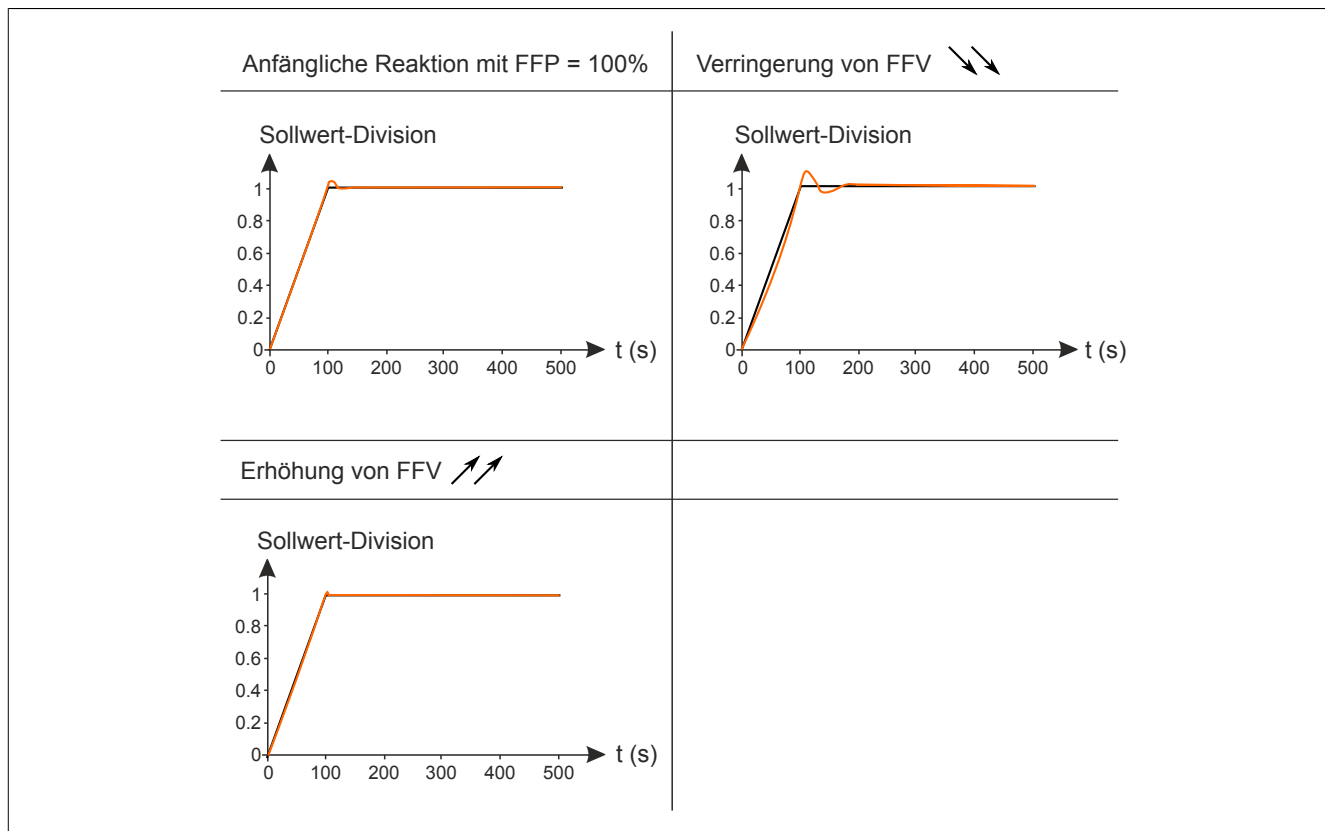 Anfängliche Reaktion mit FFP = 100%
Verringerung von FFV
Sollwert-Division
1
0.8
0.6
0.4
0.2
0
0 100 200 300 400 500
t (s)
Sollwert-Division
1
0.8
0.6
0.4
0.2
0
0 100 200 300 400 500
t (s)
Erhöhung von FFV
Sollwert-Division
1
0.8
0.6
0.4
0.2
0
0 100 200 300 400 500
t (s)